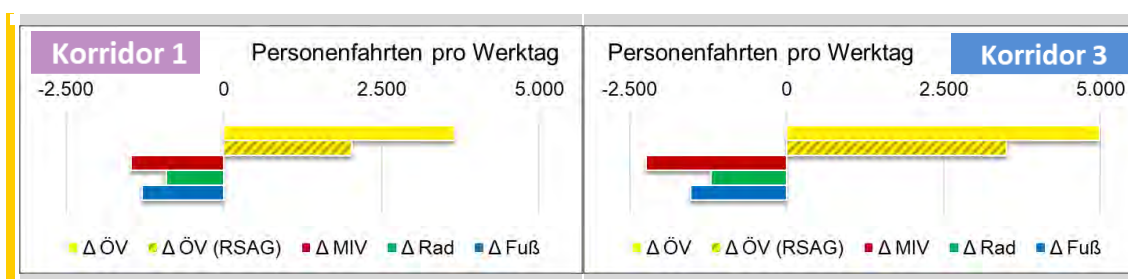 Korridor 1 Personenfahrten pro Werktag
-2.500 0 2.500 5.000
Δ ÖV Δ ÖV (RSAG) Δ MIV Δ Rad Δ Fuß
Personenfahrten pro Werktag Korridor 3
-2.500 0 2.500 5.000
Δ ÖV Δ ÖV (RSAG) Δ MIV Δ Rad Δ Fuß